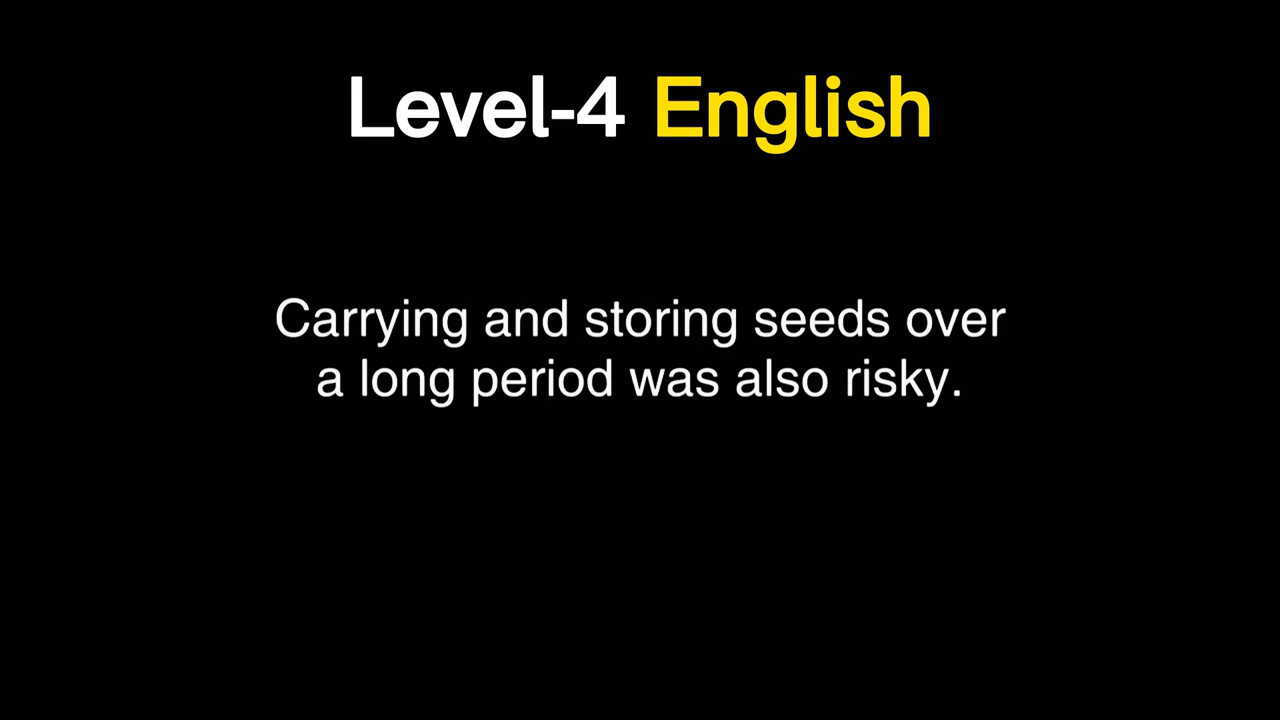 Level-4 English
Carrying and storing seeds over
a long period was also risky.